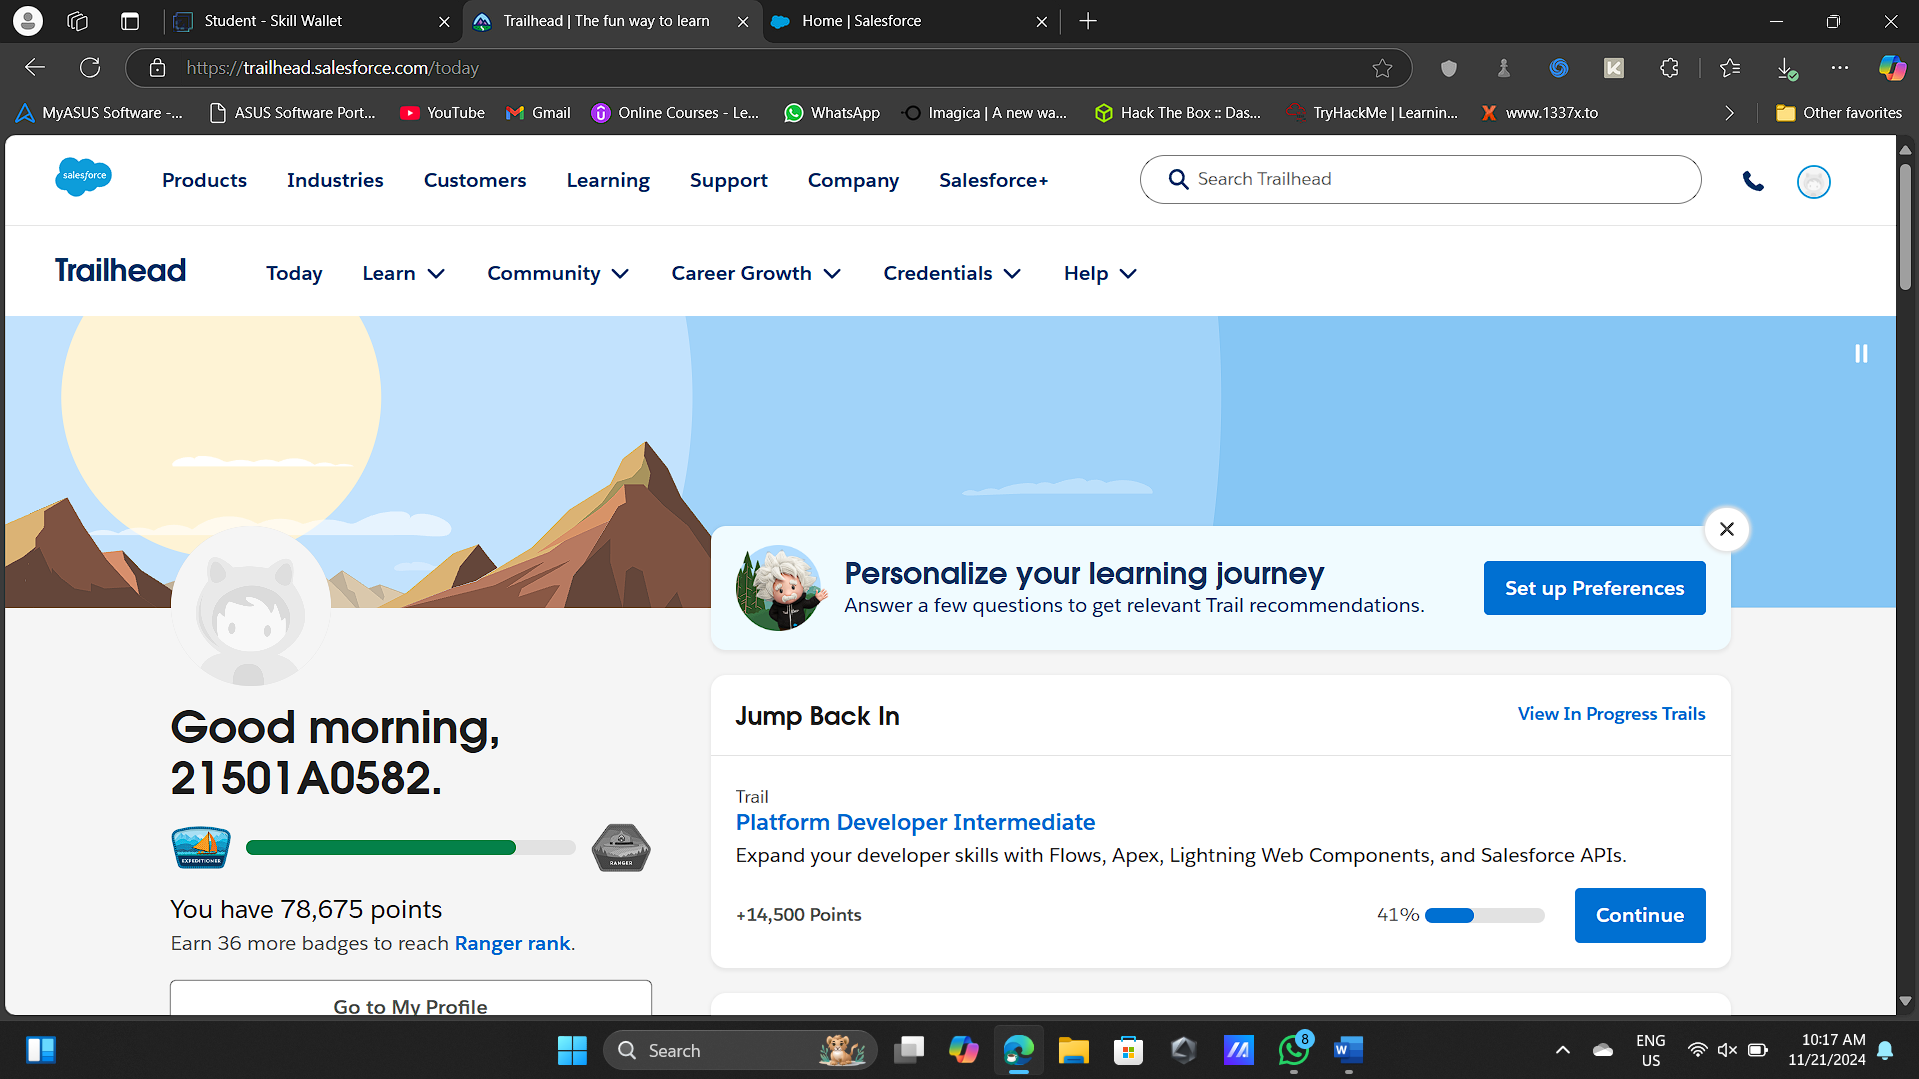 Student - Skill Wallet
Trailhead | The fun way to learn
Home | Salesforce
https://trailhead.salesforce.com/today
MyASUS Software -...
ASUS Software Port...
YouTube
Gmail
Online Courses - Le...
WhatsApp
Imagica | A new wa...
Hack The Box :: Das...
TryHackMe | Learnin...
www.1337x.to
Other favorites
salesforce
Products
Industries
Customers
Learning
Support
Company
Salesforce+
Search Trailhead
Trailhead
Today
Learn
Community
Career Growth
Credentials
Help
Personalize your learning journey
Answer a few questions to get relevant Trail recommendations.
Set up Preferences
Good morning,
21501A0582.
EXPEDITIONER
RANGER
You have 78,675 points
Earn 36 more badges to reach Ranger rank.
Go to My Profile
Jump Back In
View In Progress Trails
Trail
Platform Developer Intermediate
Expand your developer skills with Flows, Apex, Lightning Web Components, and Salesforce APIs.
+14,500 Points
41%
Continue
Search
8
W
ENG
US
10:17 AM
11/21/2024